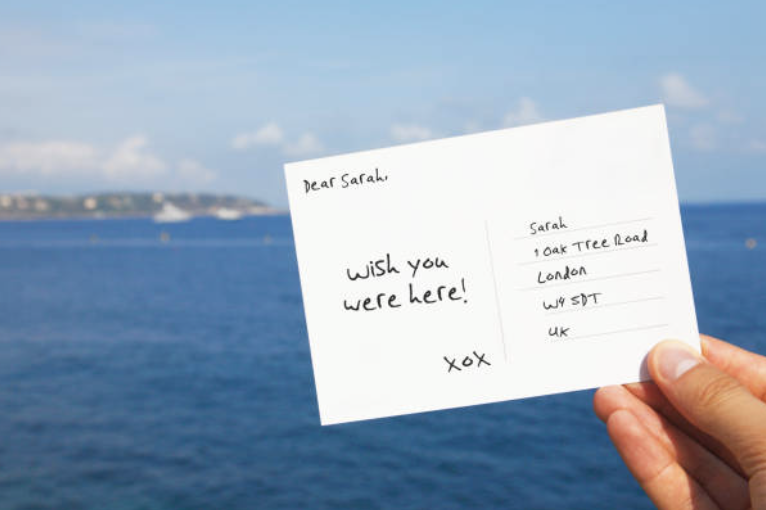 Dear Sarah,
wish you
were here!
xox
Sarah
1 Oak Tree Road
London
W4 5DT
UK